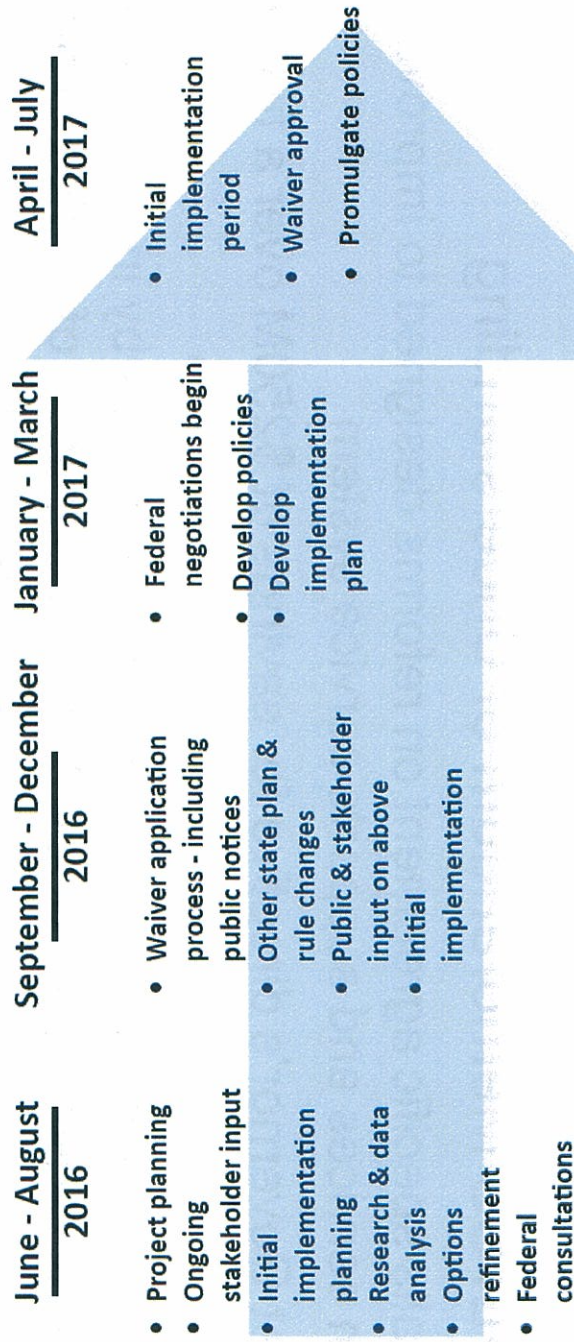 June - August
2016
• Project planning
• Ongoing
stakeholder input
• Initial
implementation
planning
• Research & data
analysis
• Options
refinement
• Federal
consultations
September - December
2016
• Waiver application
process - including
public notices
• Other state plan &
rule changes
• Public & stakeholder
input on above
• Initial
implementation
January - March
2017
• Federal
negotiations begin
• Develop policies
• Develop
implementation
plan
April - July
2017
• Initial
implementation
period
• Waiver approval
• Promulgate policies